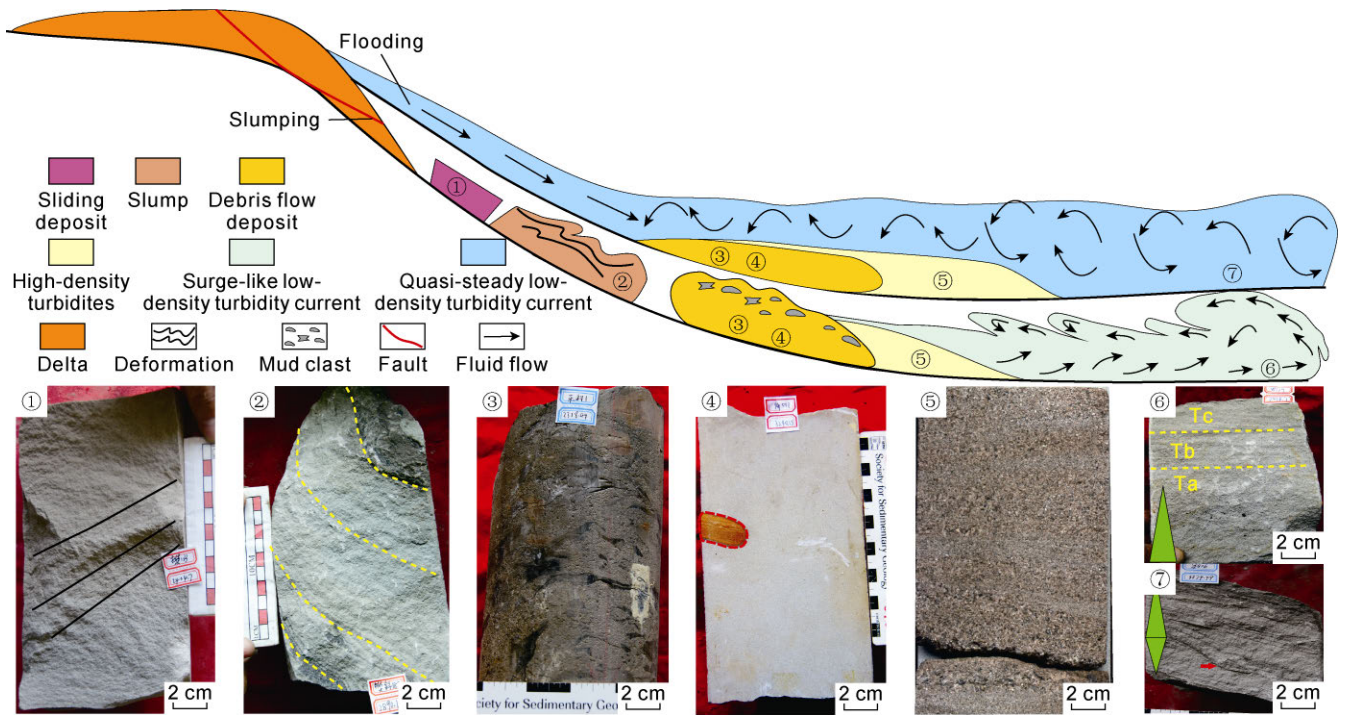 Flooding
Slumping
Sliding
deposit
Slump
Debris flow
deposit
High-density
turbidites
Surge-like low-
density turbidity current
Quasi-steady low-
density turbidity current
Delta
Deformation
Mud clast
Fault
Fluid flow
①
②
③
④
⑤
③
④
⑤
⑥
⑦
①
2 cm
②
2 cm
③
ciety for Sedimentary Geo
2 cm
④
Society for Sedimentary Geology
2 cm
⑤
2 cm
⑥
Tc
Tb
Ta
2 cm
⑦
2 cm